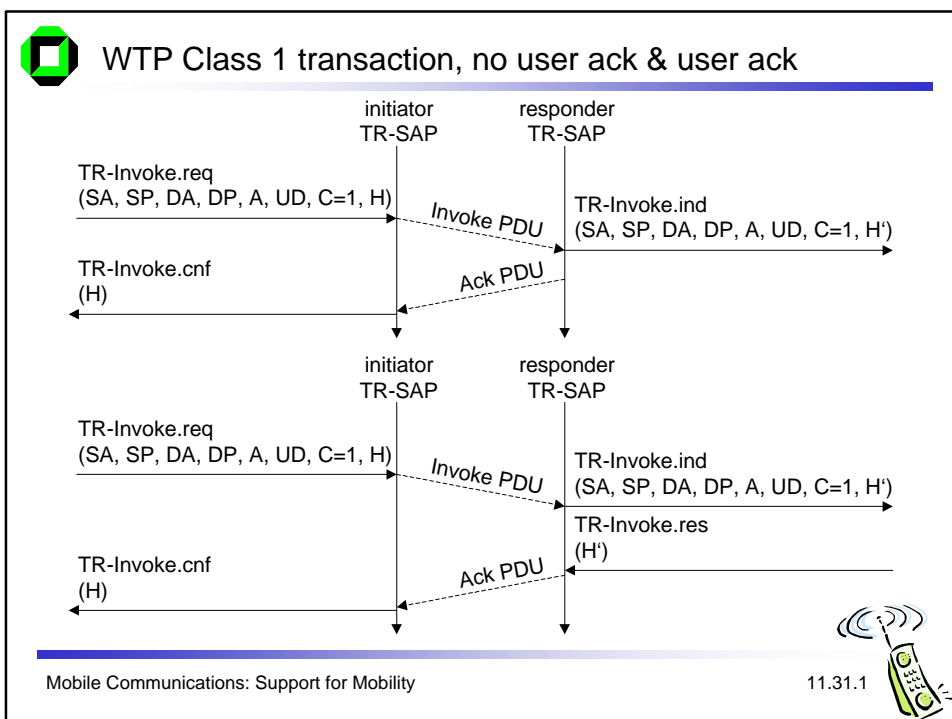 WTP Class 1 transaction, no user ack & user ack
initiator
TR-SAP
responder
TR-SAP
TR-Invoke.req
(SA, SP, DA, DP, A, UD, C=1, H)
Invoke PDU
TR-Invoke.ind
(SA, SP, DA, DP, A, UD, C=1, H‘)
Ack PDU
TR-Invoke.cnf
(H)
initiator
TR-SAP
responder
TR-SAP
TR-Invoke.req
(SA, SP, DA, DP, A, UD, C=1, H)
Invoke PDU
TR-Invoke.ind
(SA, SP, DA, DP, A, UD, C=1, H‘)
TR-Invoke.res
(H‘)
Ack PDU
TR-Invoke.cnf
(H)
Mobile Communications: Support for Mobility
11.31.1